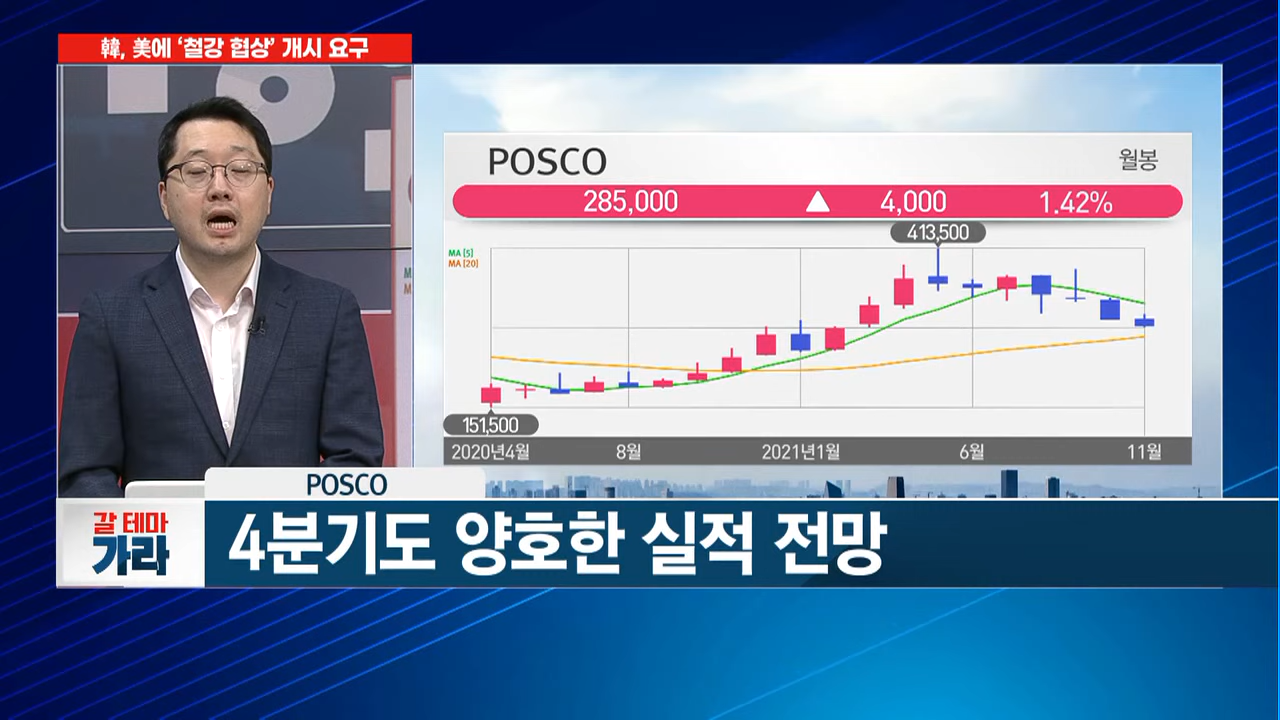 韓, 美에 ‘철강 협상’ 개시 요구
POSCO
월봉
285,000 ▲ 4,000 1.42%
413,500
MA [5]
MA [20]
151,500
2020년4월 8월 2021년1월 6월 11월
POSCO
갈 테마
가라
4분기도 양호한 실적 전망